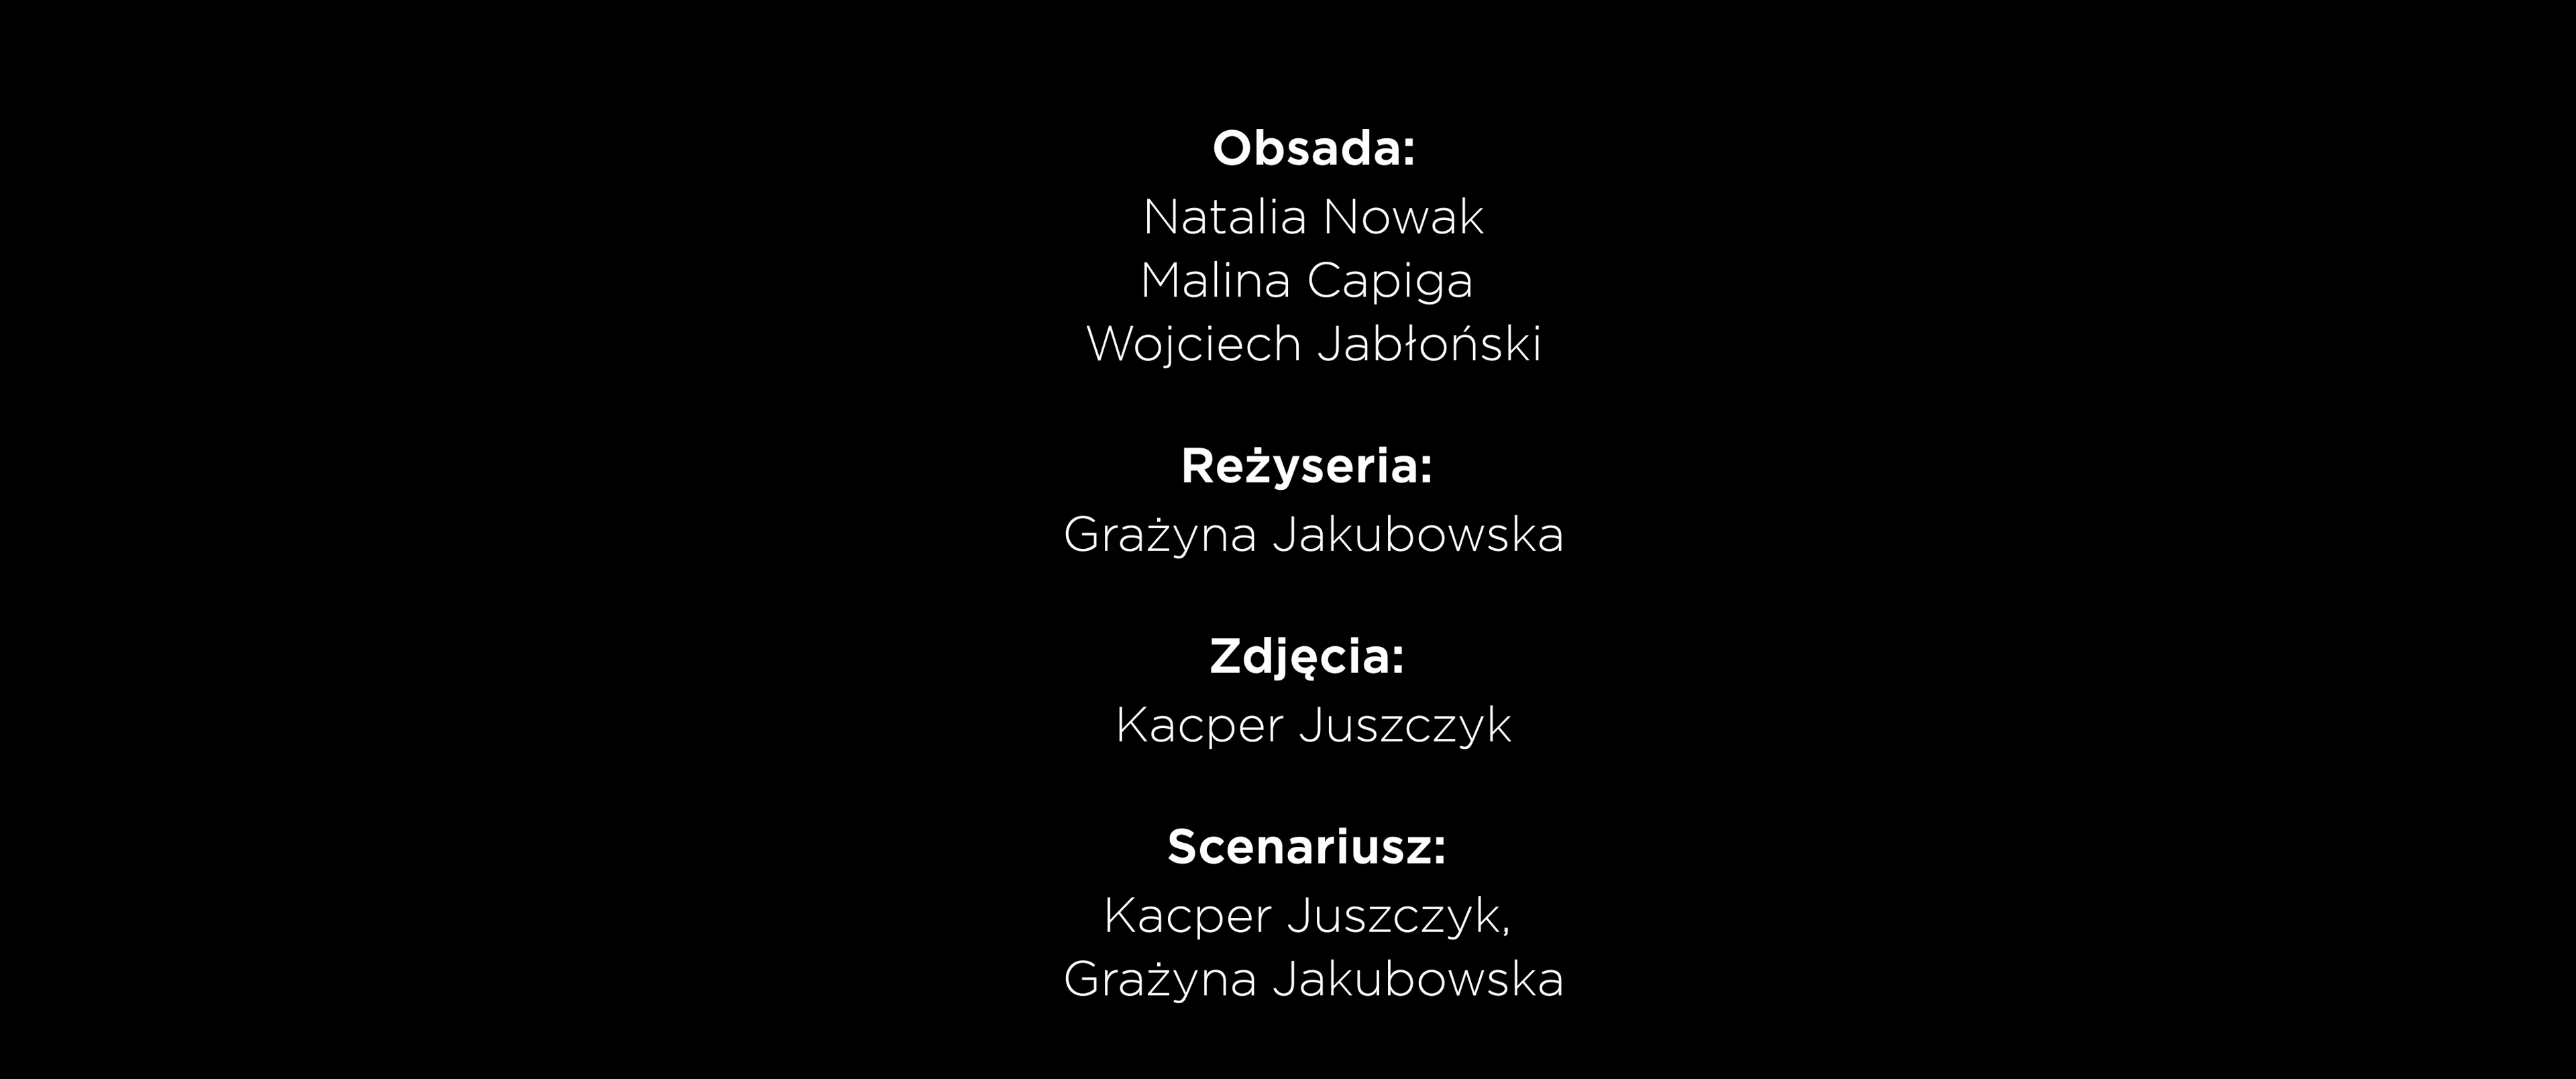 Obsada:
Natalia Nowak
Malina Capiga
Wojciech Jabłoński
Reżyseria:
Grażyna Jakubowska
Zdjęcia:
Kacper Juszczyk
Scenariusz:
Kacper Juszczyk,
Grażyna Jakubowska